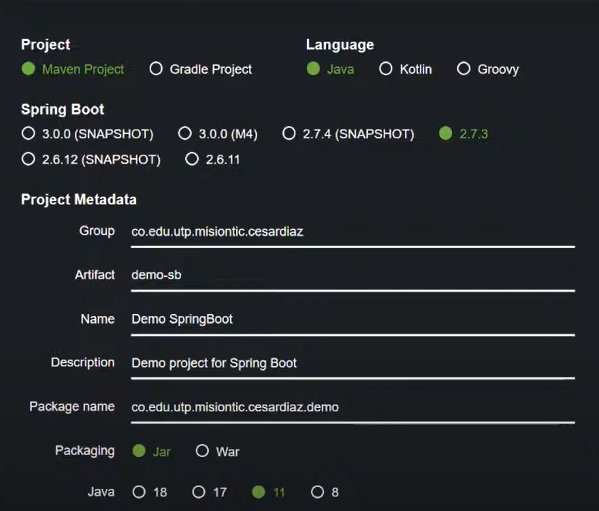 Project Language
Maven Project Gradle Project Java Kotlin Groovy
Spring Boot
3.0.0 (SNAPSHOT) 3.0.0 (M4) 2.7.4 (SNAPSHOT) 2.7.3
2.6.12 (SNAPSHOT) 2.6.11
Project Metadata
Group co.edu.utp.misiontic.cesardiaz
Artifact demo-sb
Name Demo SpringBoot
Description Demo project for Spring Boot
Package name co.edu.utp.misiontic.cesardiaz.demo
Packaging Jar War
Java 18 17 11 8